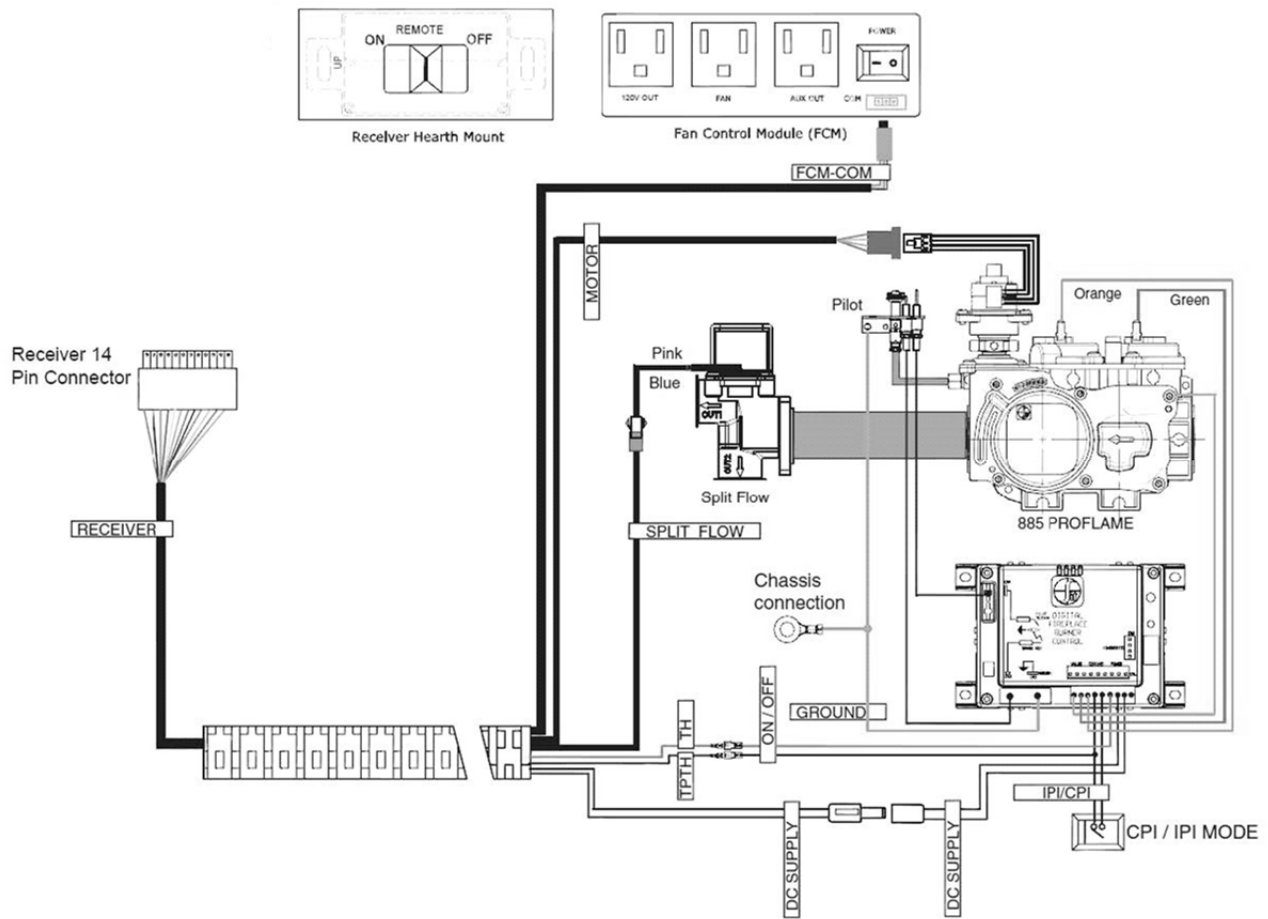 REMOTE
ON
OFF
UP
Receiver Hearth Mount
POWER
120V OUT
FAN
AUX OUT
COM
Fan Control Module (FCM)
FCM-COM
MOTOR
Pilot
Orange
Green
Receiver 14
Pin Connector
Pink
Blue
OUT1
OUT2
Split Flow
885 PROFLAME
RECEIVER
SPLIT FLOW
Chassis
connection
DIGITAL
FIREPLACE
BURNER
CONTROL
GROUND
ON / OFF
TH
TPTH
IPI/CPI
CPI / IPI MODE
DC SUPPLY
DC SUPPLY